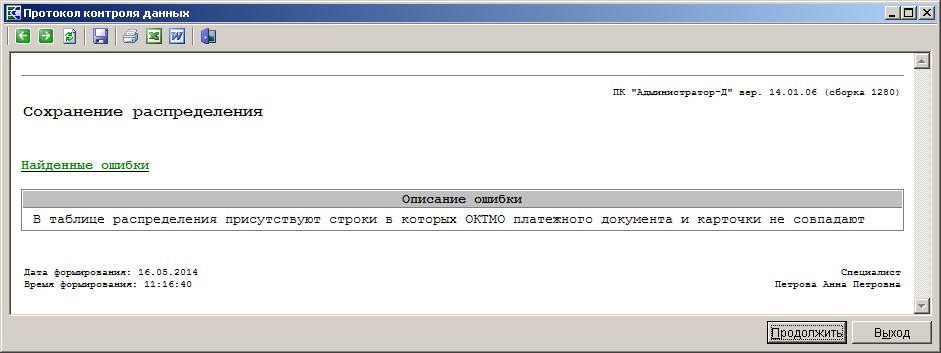 Протокол контроля данных
ПК "Администратор-Д" вер. 14.01.06 (сборка 1280)
Сохранение распределения
Найденные ошибки
Описание ошибки
В таблице распределения присутствуют строки в которых ОКТМО платежного документа и карточки не совпадают
Дата формирования: 16.05.2014
Специалист
Время формирования: 11:16:40
Петрова Анна Петровна
Продолжить
Выход